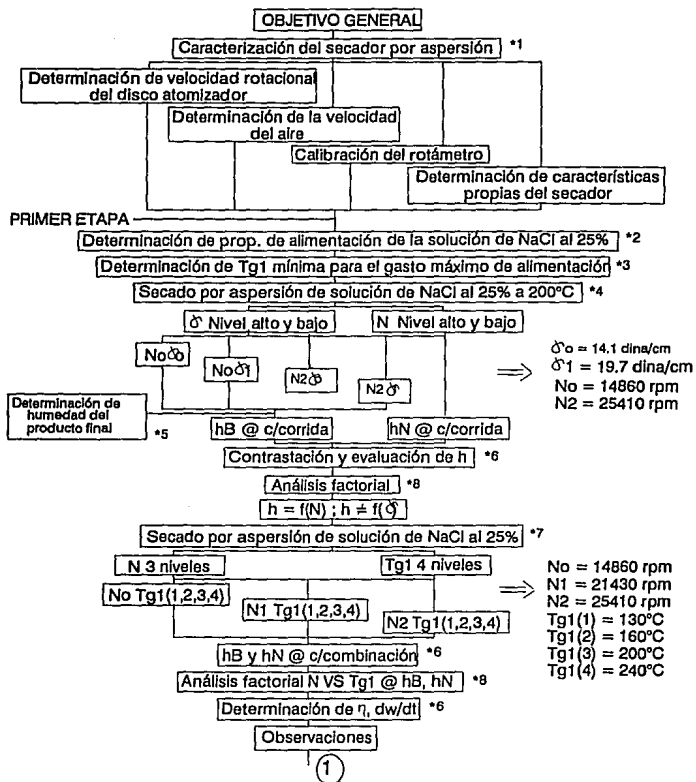 OBJETIVO GENERAL
Caracterización del secador por aspersión *1
Determinación de velocidad rotacional
del disco atomizador
Determinación de la velocidad
del aire
Calibración del rotámetro
Determinación de características
propias del secador
PRIMER ETAPA
Determinación de prop. de alimentación de la solución de NaCl al 25% *2
Determinación de Tg1 mínima para el gasto máximo de alimentación *3
Secado por aspersión de solución de NaCl al 25% a 200°C *4
४ Nivel alto y bajo
N Nivel alto y bajo
No४o
No४1
N2४o
N2४
⇒
४o = 14.1 dina/cm
४1 = 19.7 dina/cm
No = 14860 rpm
N2 = 25410 rpm
Determinación de
humedad del
producto final *5
hB @ c/corrida
hN @ c/corrida
Contrastación y evaluación de h *6
Análisis factorial *8
h = f(N) ; h ≠ f(४)
Secado por aspersión de solución de NaCl al 25% *7
N 3 niveles
Tg1 4 niveles
No Tg1(1,2,3,4)
N1 Tg1(1,2,3,4)
N2 Tg1(1,2,3,4)
⇒
No = 14860 rpm
N1 = 21430 rpm
N2 = 25410 rpm
Tg1(1) = 130°C
Tg1(2) = 160°C
Tg1(3) = 200°C
Tg1(4) = 240°C
hB y hN @ c/combinación *6
Análisis factorial N VS Tg1 @ hB, hN *8
Determinación de η, dw/dt *6
Observaciones
1